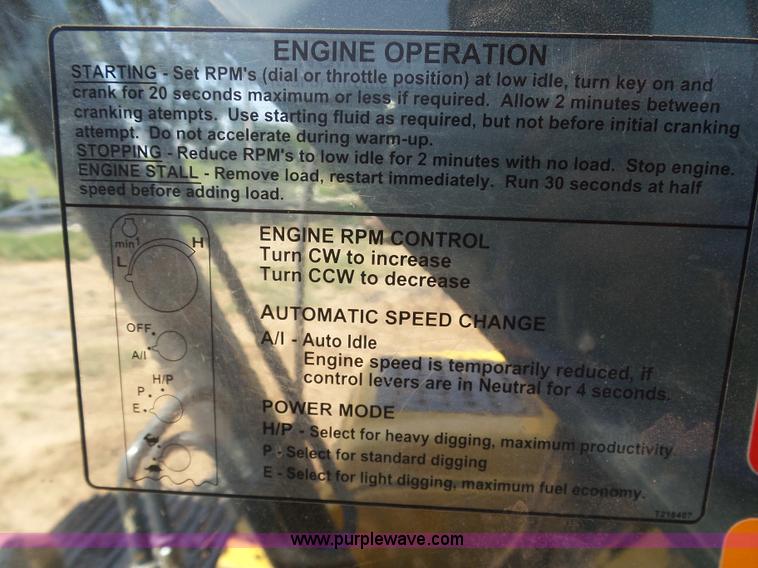 ENGINE OPERATION
STARTING - Set RPM's (dial or throttle position) at low idle, turn key on and
crank for 20 seconds maximum or less if required. Allow 2 minutes between
cranking atempts. Use starting fluid as required, but not before initial cranking
attempt. Do not accelerate during warm-up.
STOPPING - Reduce RPM's to low idle for 2 minutes with no load. Stop engine.
ENGINE STALL - Remove load, restart immediately. Run 30 seconds at half
speed before adding load.
min¹
L
H
OFF
A/I
H/P
P
E
ENGINE RPM CONTROL
Turn CW to increase
Turn CCW to decrease
AUTOMATIC SPEED CHANGE
A/I - Auto Idle
Engine speed is temporarily reduced, if
control levers are in Neutral for 4 seconds.
POWER MODE
H/P - Select for heavy digging, maximum productivity.
P - Select for standard digging
E - Select for light digging, maximum fuel economy.
T216407
www.purplewave.com